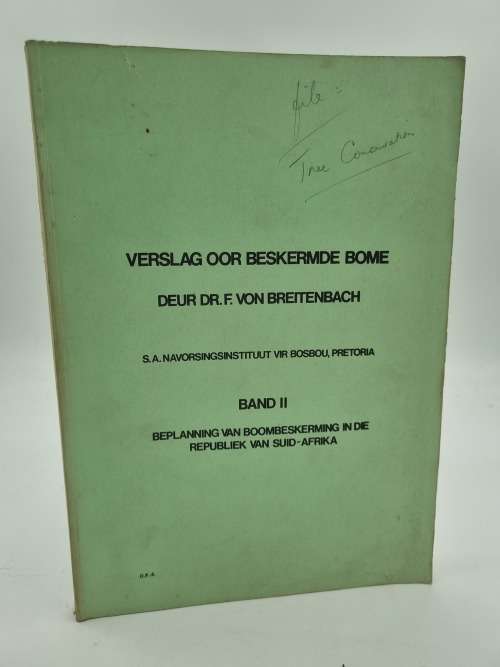 file =
Tree Conservation
VERSLAG OOR BESKERMDE BOME
DEUR DR. F. VON BREITENBACH
S.A. NAVORSINGSINSTITUUT VIR BOSBOU, PRETORIA
BAND II
BEPLANNING VAN BOOMBESKERMING IN DIE
REPUBLIEK VAN SUID-AFRIKA